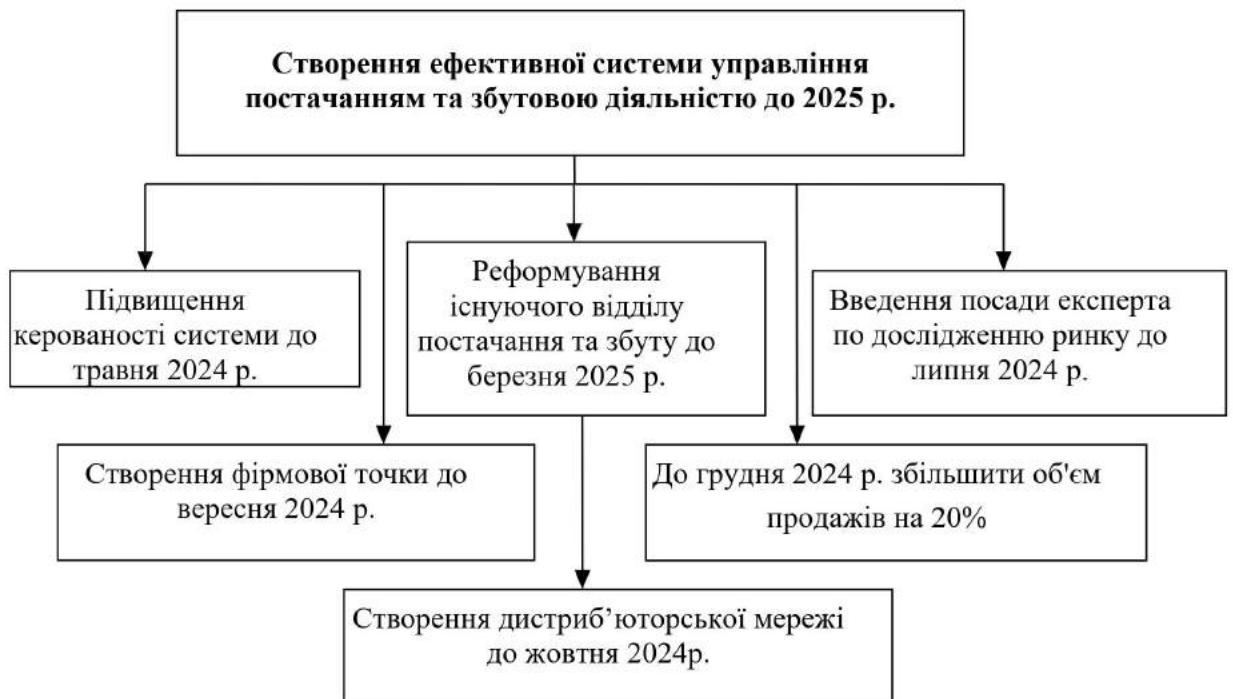 Створення ефективної системи управління
постачанням та збутовою діяльністю до 2025 р.
Підвищення
керованості системи до
травня 2024 р.
Реформування
існуючого відділу
постачання та збуту до
березня 2025 р.
Введення посади експерта
по дослідженню ринку до
липня 2024 р.
Створення фірмової точки до
вересня 2024 р.
До грудня 2024 р. збільшити об'єм
продажів на 20%
Створення дистриб’юторської мережі
до жовтня 2024р.